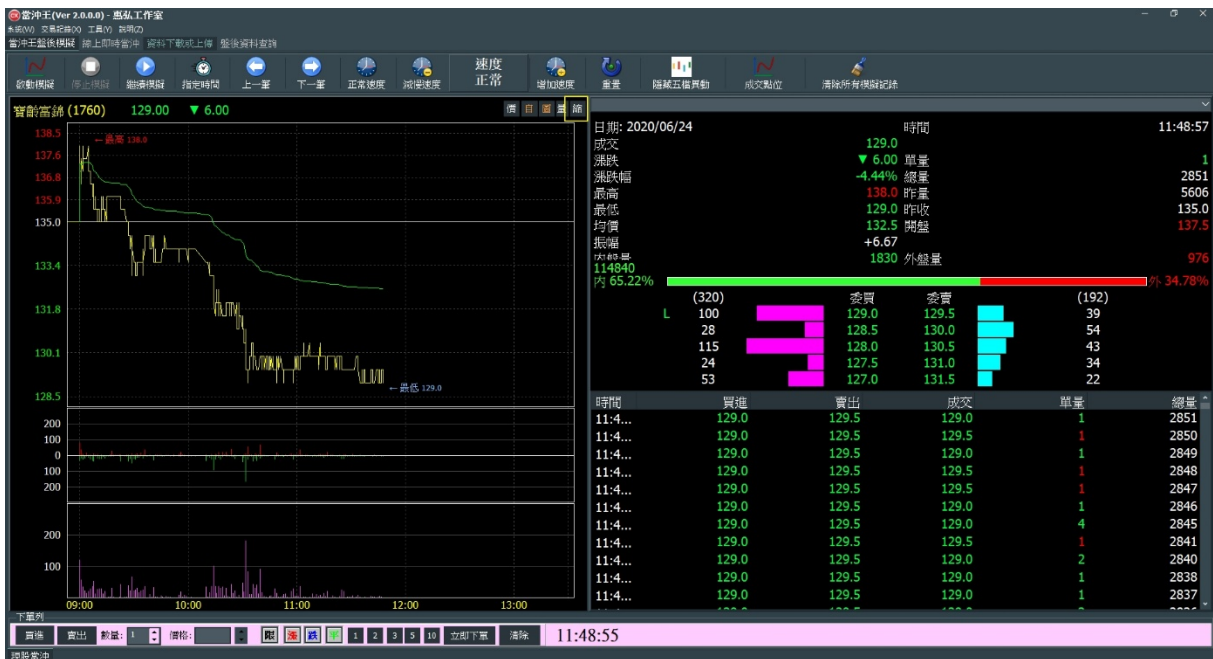 當沖王(Ver 2.0.0.0) - 惠弘工作室
系統(V) 交易記錄(X) 工具(Y) 說明(Z)
當沖王盤後模擬 線上即時當沖 資料下載或上傳 盤後資料查詢
啟動模擬 停止模擬 繼續模擬 指定時間 上一筆 下一筆 正常速度 減慢速度 速度 正常 增加速度 重置 隱藏五檔異動 成交點位 清除所有模擬記錄
寶齡富錦 (1760) 129.00 ▼ 6.00 價 自 圖 量 縮
138.5
←最高 138.0
137.6
136.8
135.9
135.0
133.4
131.8
130.1
←最低 129.0
128.5
200
100
0
100
200
200
100
09:00 10:00 11:00 12:00 13:00
日期: 2020/06/24 時間 11:48:57
成交 129.0
漲跌 ▼ 6.00 單量 1
漲跌幅 -4.44% 總量 2851
最高 138.0 昨量 5606
最低 129.0 昨收 135.0
均價 132.5 開盤 137.5
振幅 +6.67
內盤量 1830 外盤量 976
114840
內 65.22% 外 34.78%
(320) 委買 委賣 (192)
L 100 129.0 129.5 39
28 128.5 130.0 54
115 128.0 130.5 43
24 127.5 131.0 34
53 127.0 131.5 22
時間 買進 賣出 成交 單量 總量
11:4... 129.0 129.5 129.0 1 2851
11:4... 129.0 129.5 129.5 1 2850
11:4... 129.0 129.5 129.0 1 2849
11:4... 129.0 129.5 129.5 1 2848
11:4... 129.0 129.5 129.5 1 2847
11:4... 129.0 129.5 129.0 1 2846
11:4... 129.0 129.5 129.0 4 2845
11:4... 129.0 129.5 129.5 1 2841
11:4... 129.0 129.5 129.0 2 2840
11:4... 129.0 129.5 129.0 1 2838
11:4... 129.0 129.5 129.0 1 2837
下單列
買進 賣出 數量: 1 價格: 限 漲 跌 平 1 2 3 5 10 立即下單 清除 11:48:55
現股當沖